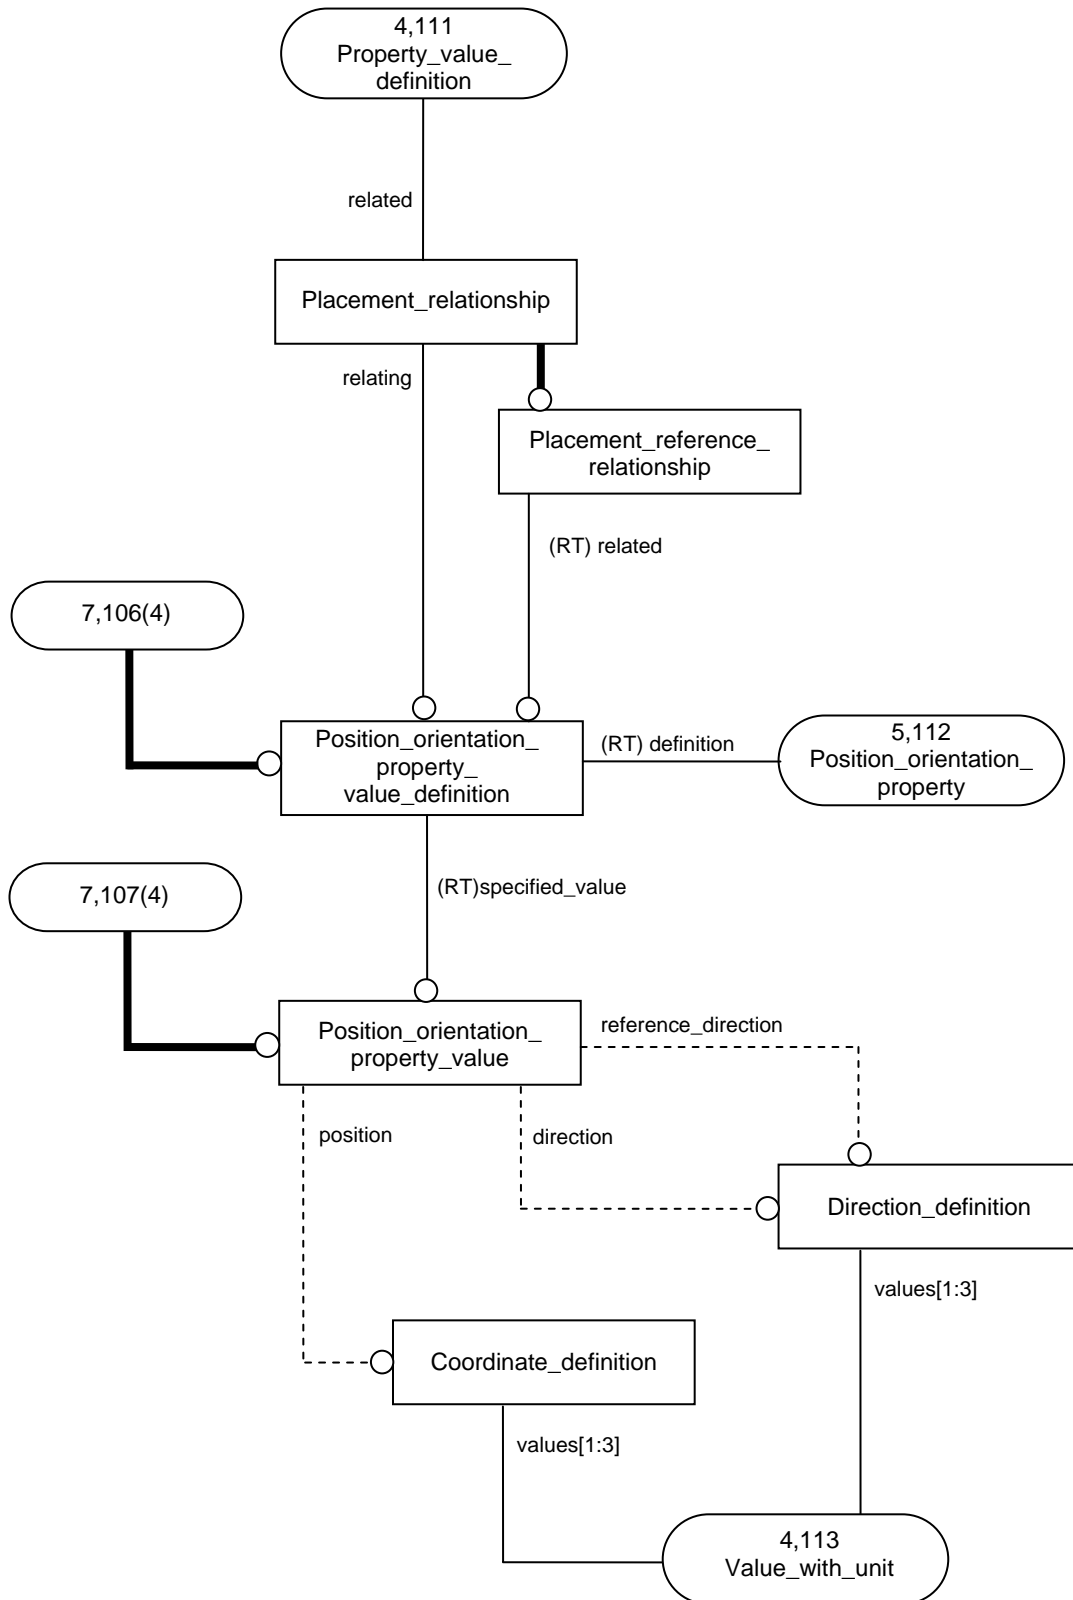 4,111
Property_value_
definition
related
Placement_relationship
relating
Placement_reference_
relationship
(RT) related
7,106(4)
Position_orientation_
property_
value_definition
(RT) definition
5,112
Position_orientation_
property
7,107(4)
(RT)specified_value
Position_orientation_
property_value
reference_direction
position
direction
Direction_definition
values[1:3]
Coordinate_definition
values[1:3]
4,113
Value_with_unit